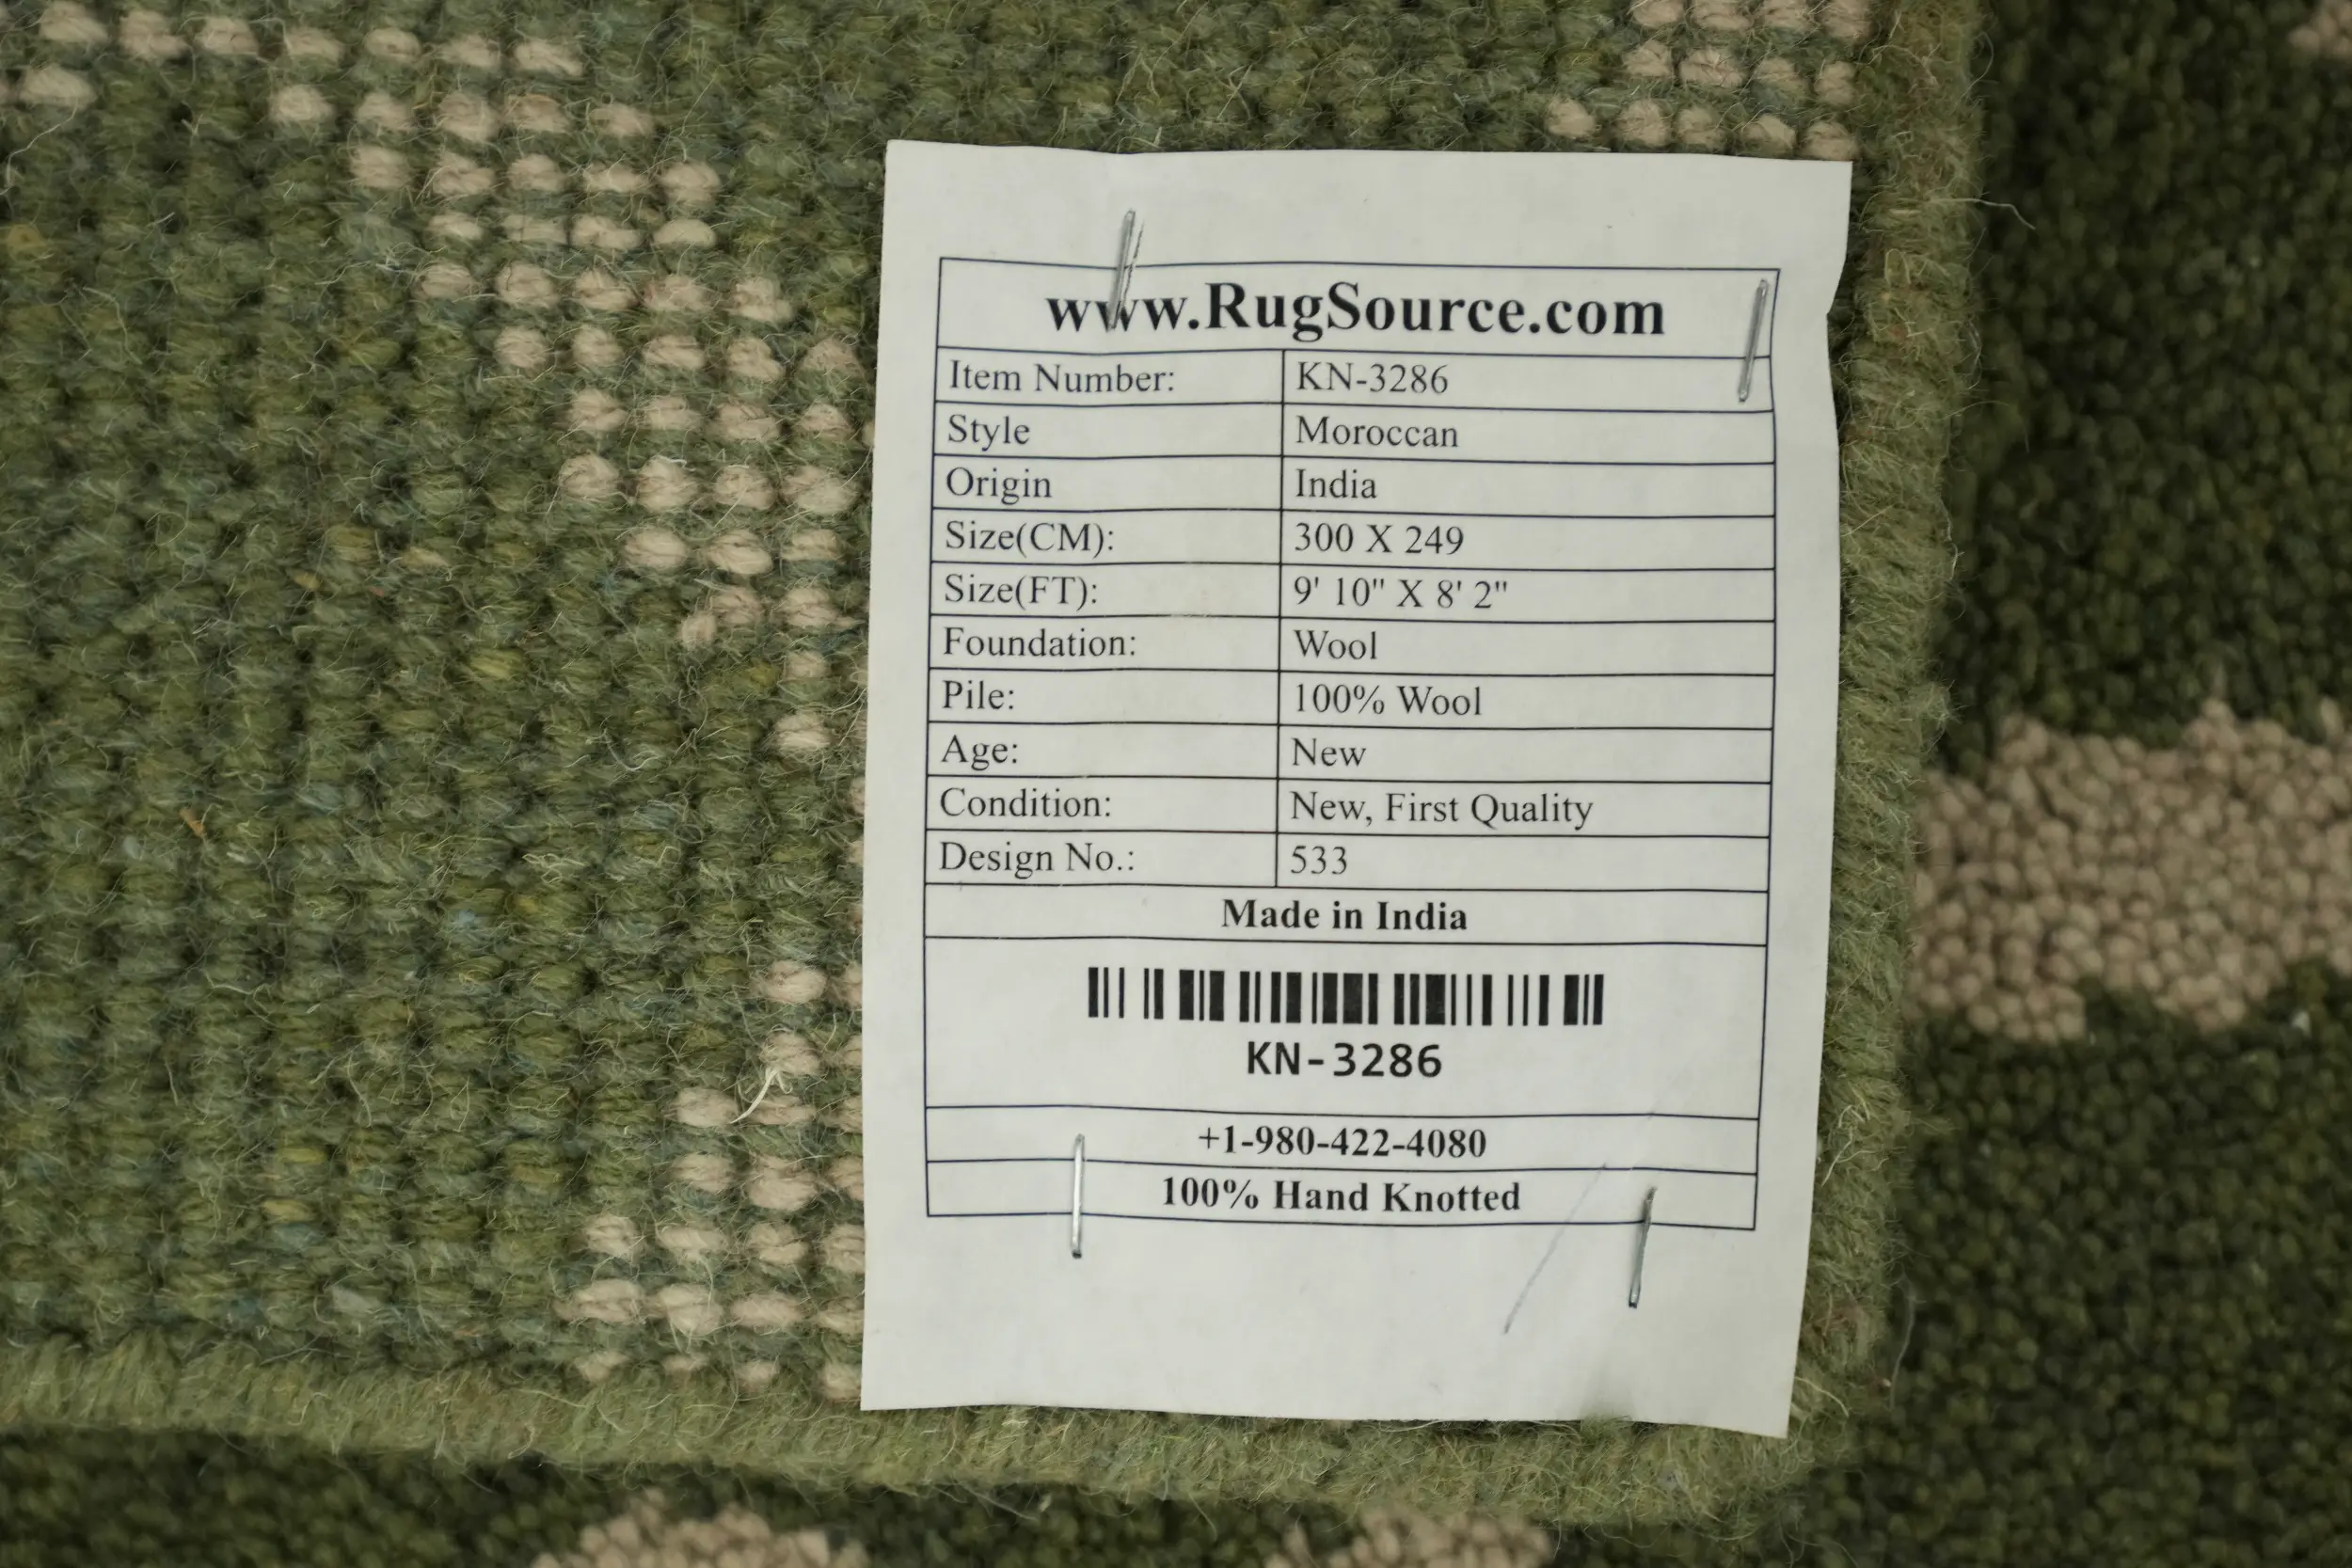 www.RugSource.com
Item Number: KN-3286
Style Moroccan
Origin India
Size(CM): 300 X 249
Size(FT): 9' 10" X 8' 2"
Foundation: Wool
Pile: 100% Wool
Age: New
Condition: New, First Quality
Design No.: 533
Made in India
KN-3286
+1-980-422-4080
100% Hand Knotted